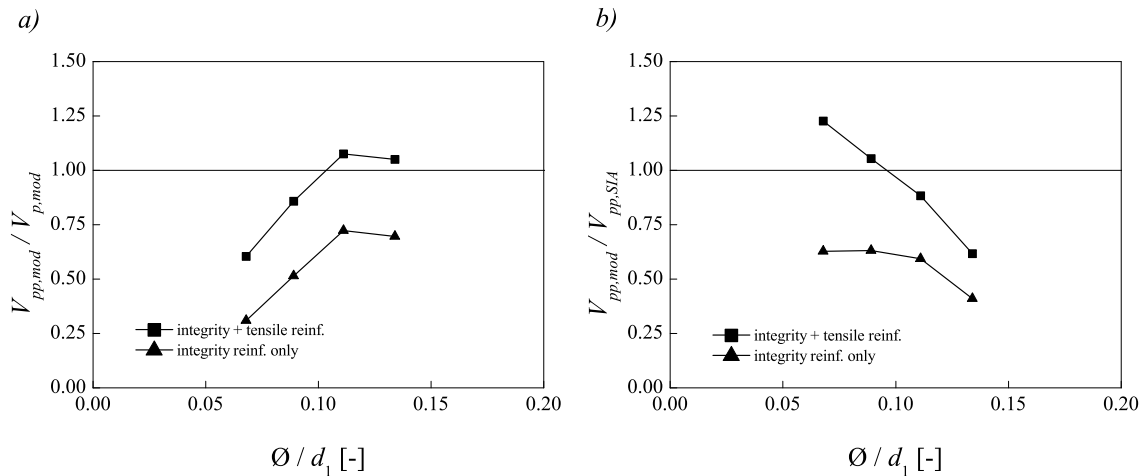 a)
V_pp,mod / V_p,mod
1.50
1.25
1.00
0.75
0.50
0.25
0.00
integrity + tensile reinf.
integrity reinf. only
0.00 0.05 0.10 0.15 0.20
Ø / d_1 [-]
b)
V_pp,mod / V_pp,SIA
1.50
1.25
1.00
0.75
0.50
0.25
0.00
integrity + tensile reinf.
integrity reinf. only
0.00 0.05 0.10 0.15 0.20
Ø / d_1 [-]